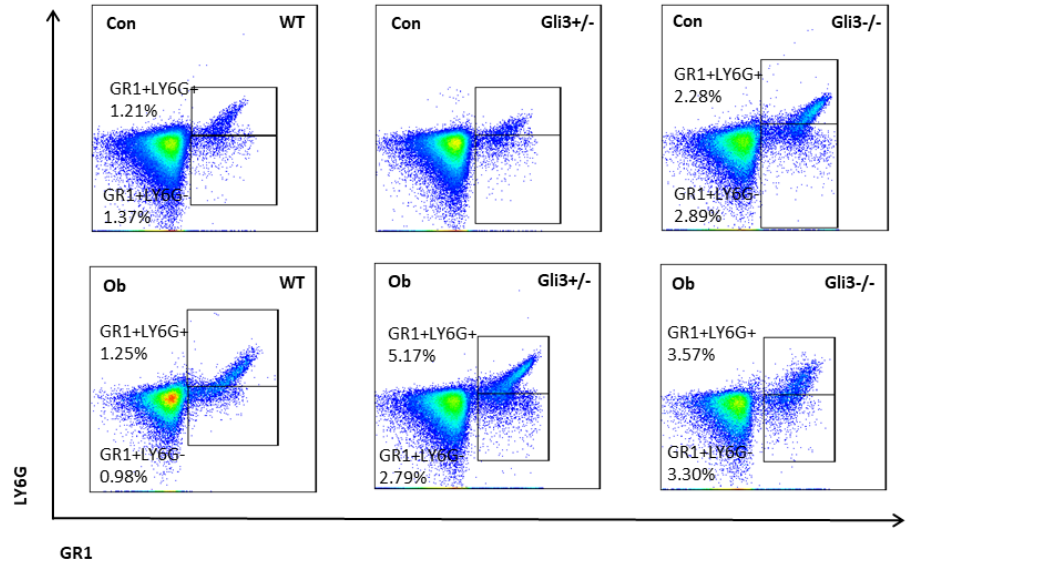 Con WT
GR1+LY6G+
1.21%
GR1+LY6G-
1.37%
Con Gli3+/-
Con Gli3-/-
GR1+LY6G+
2.28%
GR1+LY6G-
2.89%
Ob WT
GR1+LY6G+
1.25%
GR1+LY6G-
0.98%
Ob Gli3+/-
GR1+LY6G+
5.17%
GR1+LY6G-
2.79%
Ob Gli3-/-
GR1+LY6G+
3.57%
GR1+LY6G-
3.30%
LY6G
GR1